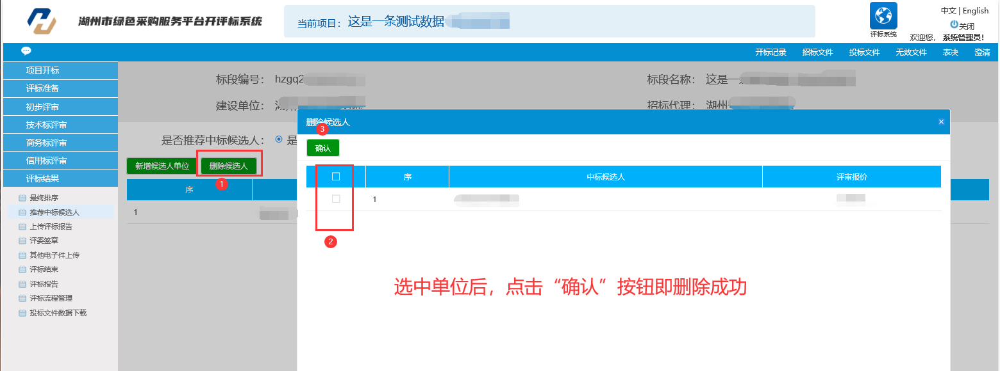 湖州市绿色采购服务平台开评标系统
当前项目： 这是一条测试数据
评标系统
中文 | English
关闭
欢迎您， 系统管理员！
开标记录 招标文件 投标文件 无效文件 表决 澄清
项目开标
评标准备
初步评审
技术标评审
商务标评审
信用标评审
评标结果
最终排序
推荐中标候选人
上传评标报告
评委签章
其他电子件上传
评标结束
评标报告
评标流程管理
投标文件数据下载
标段编号： hzgq2
标段名称： 这是一
建设单位：
招标代理： 湖州
是否推荐中标候选人： 是
新增候选人单位 删除候选人
1
序
1
删除候选人
3
确认
序 中标候选人 评审报价
1
2
选中单位后，点击“确认”按钮即删除成功